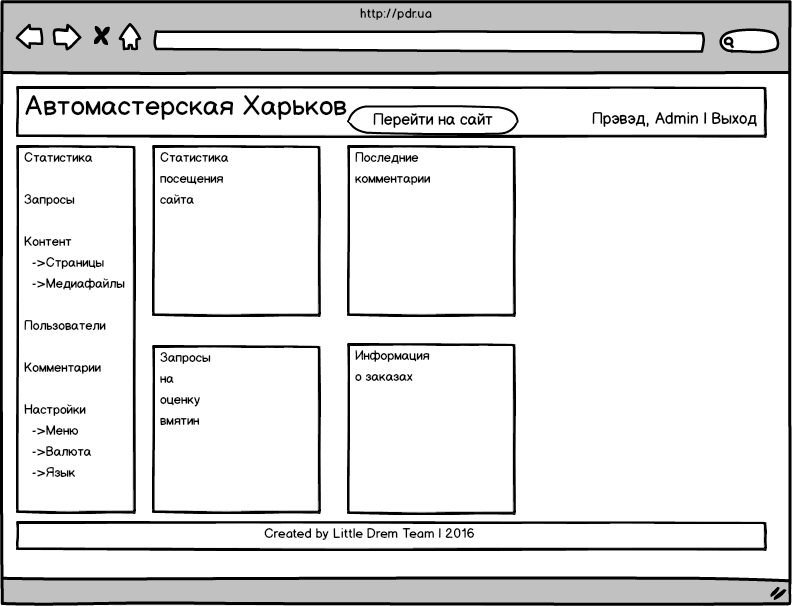 http://pdr.ua
Автомастерская Харьков
Перейти на сайт
Прэвэд, Admin | Выход
Статистика
Запросы
Контент
->Страницы
->Медиафайлы
Пользователи
Комментарии
Настройки
->Меню
->Валюта
->Язык
Статистика
посещения
сайта
Последние
комментарии
Запросы
на
оценку
вмятин
Информация
о заказах
Created by Little Drem Team | 2016